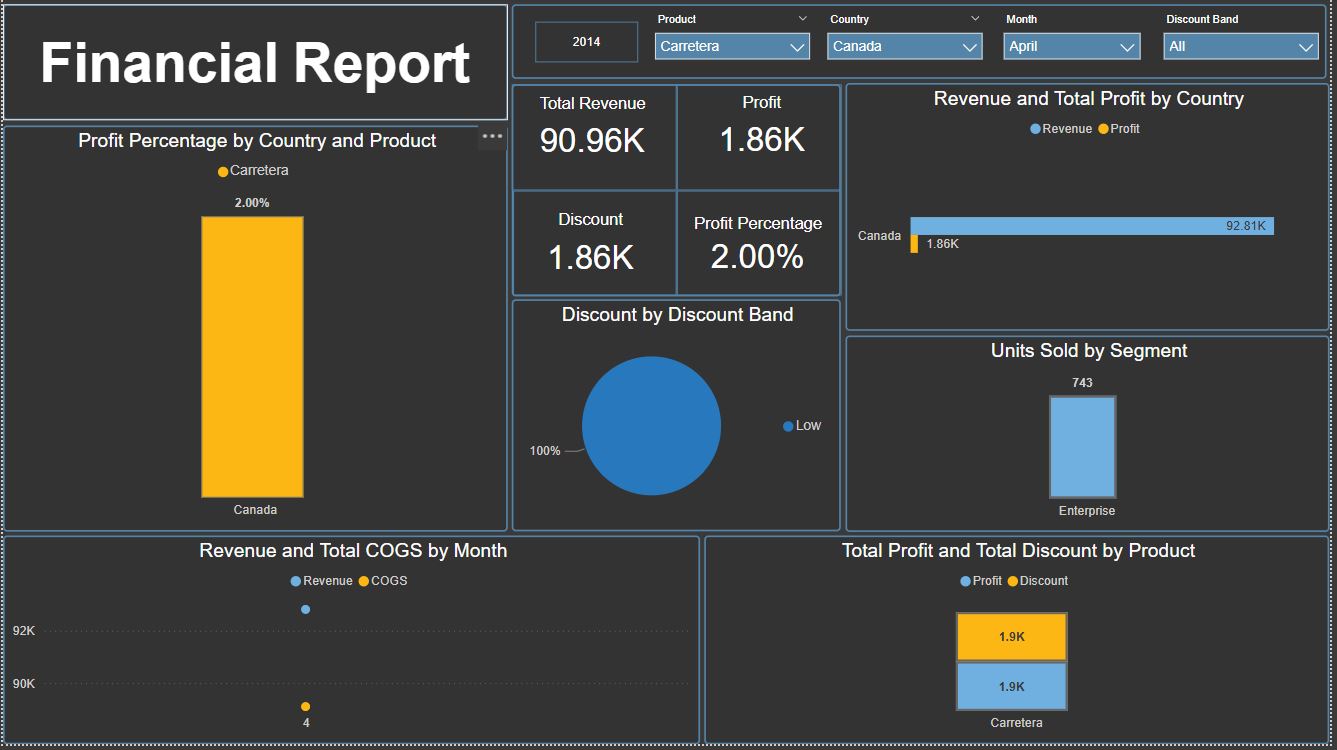 Financial Report
2014
Product
Carretera
Country
Canada
Month
April
Discount Band
All
Profit Percentage by Country and Product
Carretera
2.00%
Canada
Total Revenue
90.96K
Profit
1.86K
Discount
1.86K
Profit Percentage
2.00%
Revenue and Total Profit by Country
Revenue Profit
Canada
92.81K
1.86K
Discount by Discount Band
100%
Low
Units Sold by Segment
743
Enterprise
Revenue and Total COGS by Month
Revenue COGS
92K
90K
4
Total Profit and Total Discount by Product
Profit Discount
1.9K
1.9K
Carretera